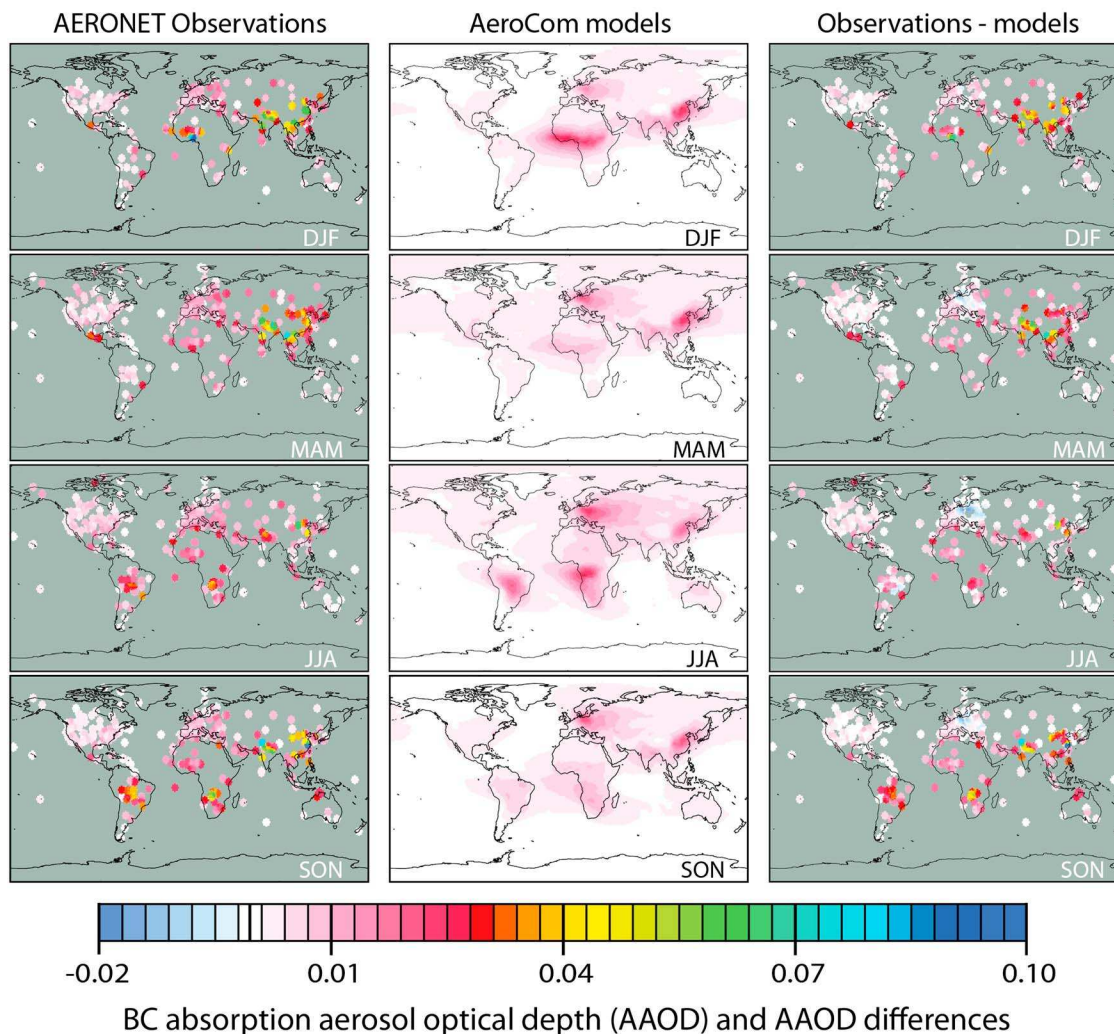 AERONET Observations
AeroCom models
Observations - models
DJF
DJF
DJF
MAM
MAM
MAM
JJA
JJA
JJA
SON
SON
SON
-0.02 0.01 0.04 0.07 0.10
BC absorption aerosol optical depth (AAOD) and AAOD differences